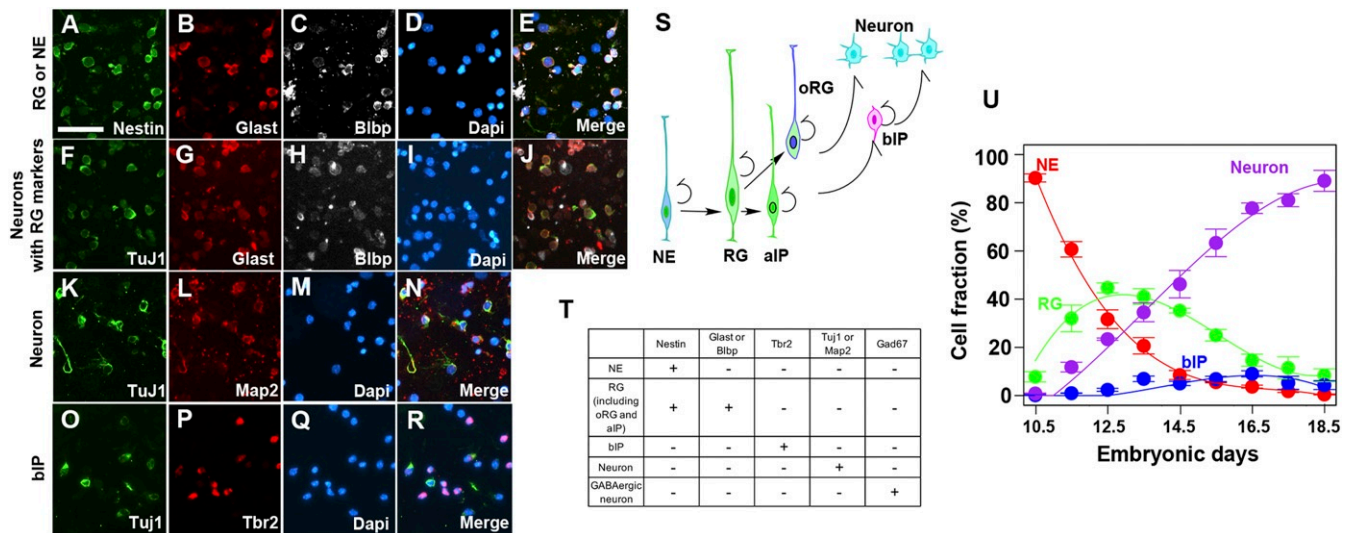 RG or NE
A
Nestin
B
Glast
C
Blbp
D
Dapi
E
Merge
Neurons
with RG markers
F
TuJ1
G
Glast
H
Blbp
I
Dapi
J
Merge
Neuron
K
TuJ1
L
Map2
M
Dapi
N
Merge
bIP
O
Tuj1
P
Tbr2
Q
Dapi
R
Merge
S
Neuron
oRG
bIP
NE
RG
aIP
T
Nestin
Glast or
Blbp
Tbr2
Tuj1 or
Map2
Gad67
NE + - - - -
RG
(including
oRG and
aIP)
+ + - - -
bIP - - + - -
Neuron - - - + -
GABAergic
neuron
- - - - +
U
Cell fraction (%)
100
80
60
40
20
0
NE
Neuron
RG
bIP
10.5 12.5 14.5 16.5 18.5
Embryonic days